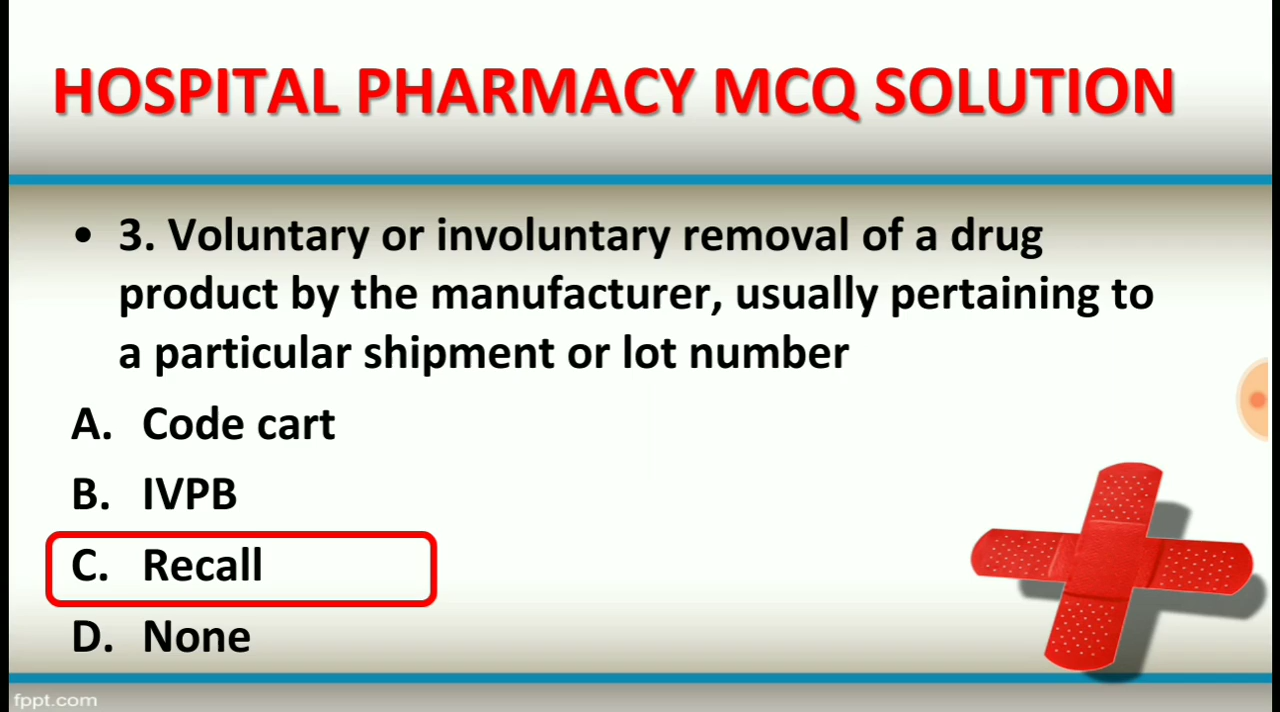 HOSPITAL PHARMACY MCQ SOLUTION
• 3. Voluntary or involuntary removal of a drug
product by the manufacturer, usually pertaining to
a particular shipment or lot number
A. Code cart
B. IVPB
C. Recall
D. None
fppt.com